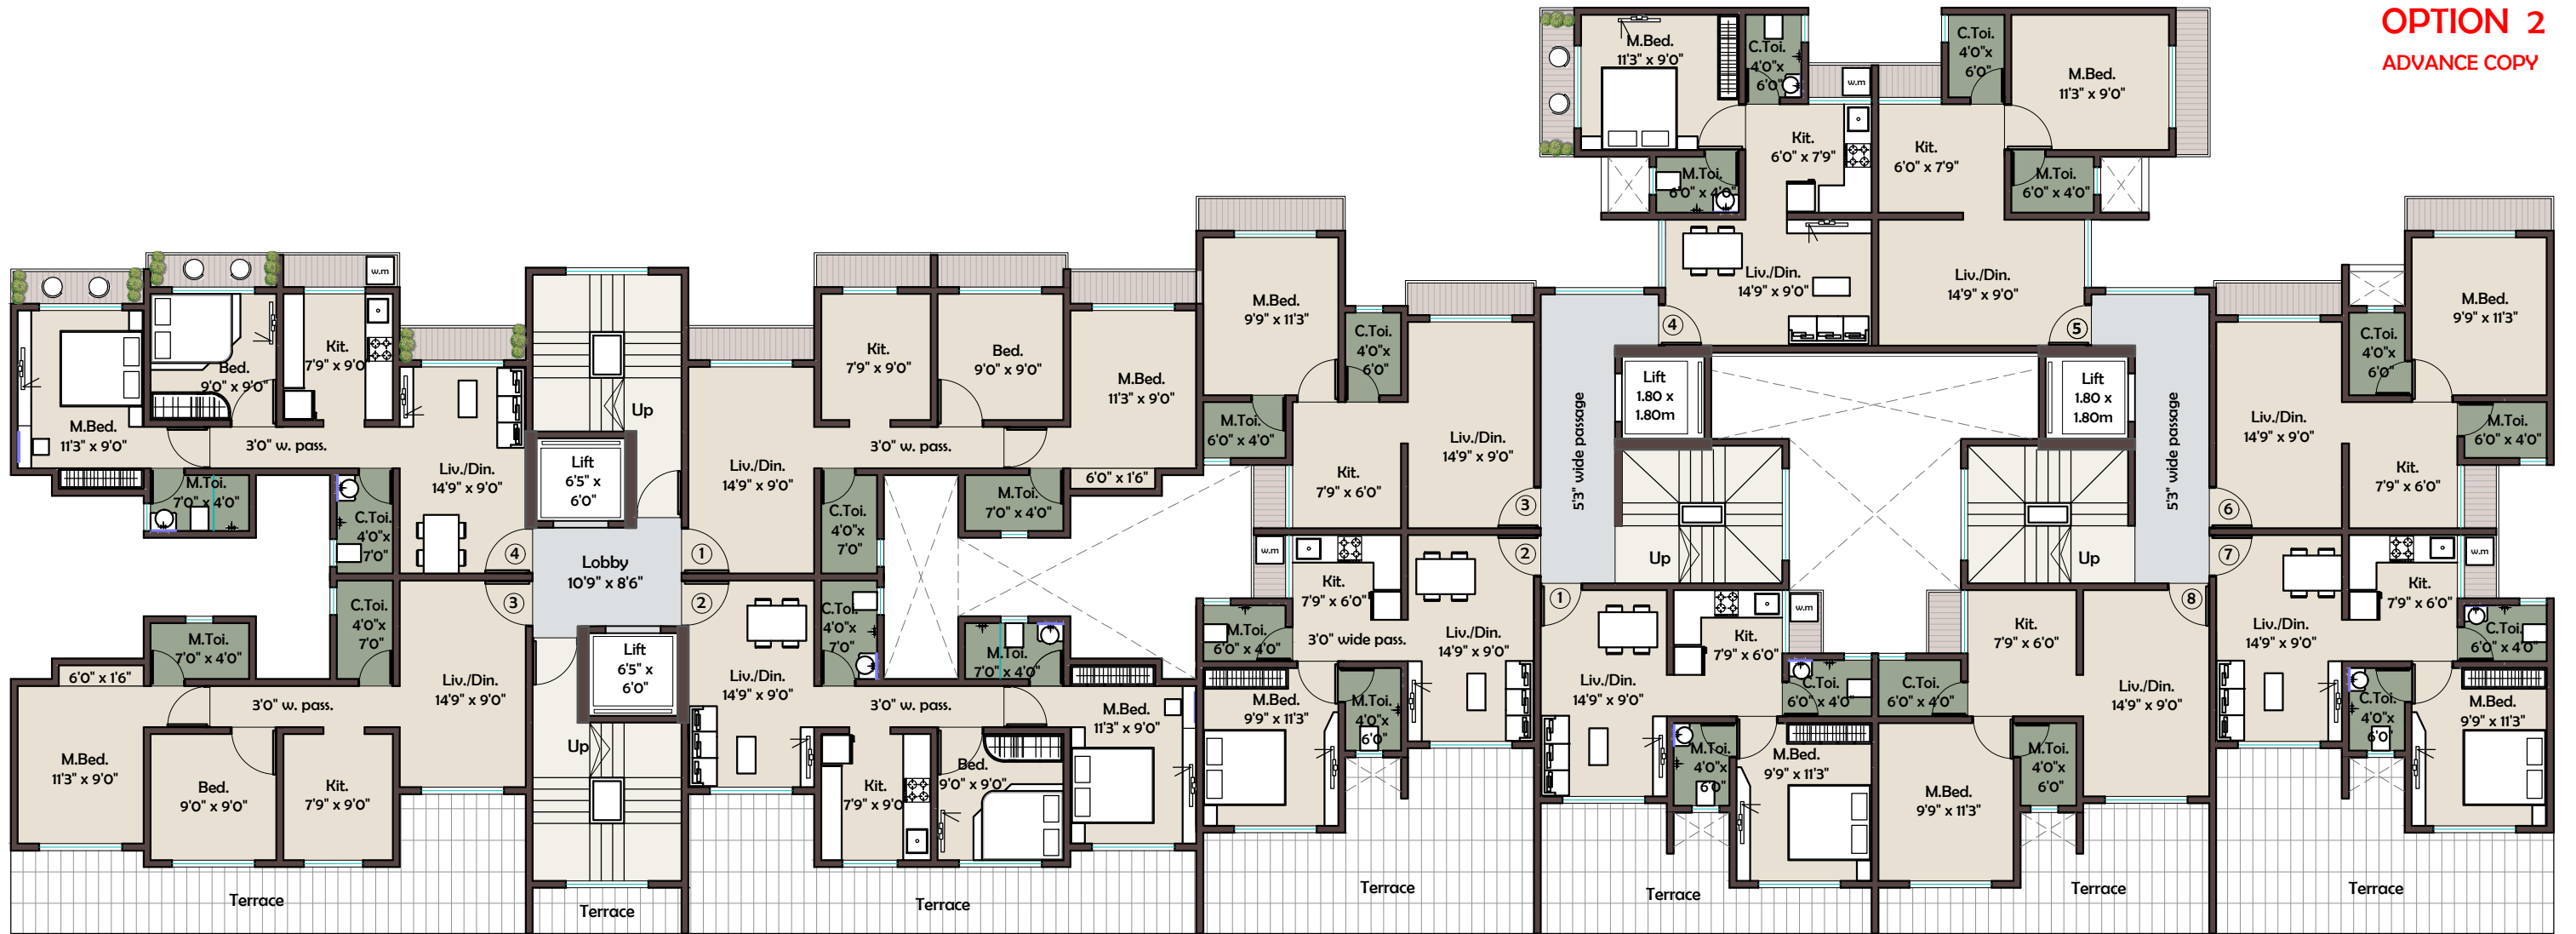 OPTION 2
ADVANCE COPY
M.Bed.
11'3" x 9'0"
C.Toi.
4'0"x
6'0"
w.m
Kit.
6'0" x 7'9"
M.Toi.
6'0" x 4'0"
Liv./Din.
14'9" x 9'0"
4
C.Toi.
4'0"x
6'0"
M.Bed.
11'3" x 9'0"
Kit.
6'0" x 7'9"
M.Toi.
6'0" x 4'0"
Liv./Din.
14'9" x 9'0"
5
M.Bed.
11'3" x 9'0"
Bed.
9'0" x 9'0"
w.m
Kit.
7'9" x 9'0
3'0" w. pass.
M.Toi.
7'0" x 4'0"
C.Toi.
4'0"x
7'0"
Liv./Din.
14'9" x 9'0"
4
Up
Lift
6'5" x
6'0"
Lobby
10'9" x 8'6"
Lift
6'5" x
6'0"
Up
Terrace
Liv./Din.
14'9" x 9'0"
1
Kit.
7'9" x 9'0"
Bed.
9'0" x 9'0"
M.Bed.
11'3" x 9'0"
3'0" w. pass.
6'0" x 1'6"
C.Toi.
4'0"x
7'0"
M.Toi.
7'0" x 4'0"
3
C.Toi.
4'0"x
7'0"
M.Toi.
7'0" x 4'0"
6'0" x 1'6"
3'0" w. pass.
Liv./Din.
14'9" x 9'0"
M.Bed.
11'3" x 9'0"
Bed.
9'0" x 9'0"
Kit.
7'9" x 9'0"
Terrace
2
C.Toi.
4'0"x
7'0"
M.Toi.
7'0" x 4'0"
Liv./Din.
14'9" x 9'0"
3'0" w. pass.
Kit.
7'9" x 9'0
Bed.
9'0" x 9'0"
M.Bed.
11'3" x 9'0"
Terrace
M.Bed.
9'9" x 11'3"
C.Toi.
4'0"x
6'0"
M.Toi.
6'0" x 4'0"
Kit.
7'9" x 6'0"
Liv./Din.
14'9" x 9'0"
3
w.m
Kit.
7'9" x 6'0"
2
M.Toi.
6'0" x 4'0"
3'0" wide pass.
Liv./Din.
14'9" x 9'0"
M.Bed.
9'9" x 11'3"
M.Toi.
4'0"x
6'0"
Terrace
5'3" wide passage
Lift
1.80 x
1.80m
Up
Lift
1.80 x
1.80m
Up
5'3" wide passage
1
Liv./Din.
14'9" x 9'0"
Kit.
7'9" x 6'0"
w.m
C.Toi.
6'0" x 4'0"
M.Toi.
4'0"x
6'0"
M.Bed.
9'9" x 11'3"
Terrace
8
Kit.
7'9" x 6'0"
C.Toi.
6'0" x 4'0"
Liv./Din.
14'9" x 9'0"
M.Bed.
9'9" x 11'3"
M.Toi.
4'0"x
6'0"
Terrace
M.Bed.
9'9" x 11'3"
C.Toi.
4'0"x
6'0"
Liv./Din.
14'9" x 9'0"
M.Toi.
6'0" x 4'0"
Kit.
7'9" x 6'0"
6
7
w.m
Kit.
7'9" x 6'0"
Liv./Din.
14'9" x 9'0"
C.Toi.
6'0" x 4'0"
C.Toi.
4'0"x
6'0"
M.Bed.
9'9" x 11'3"
Terrace